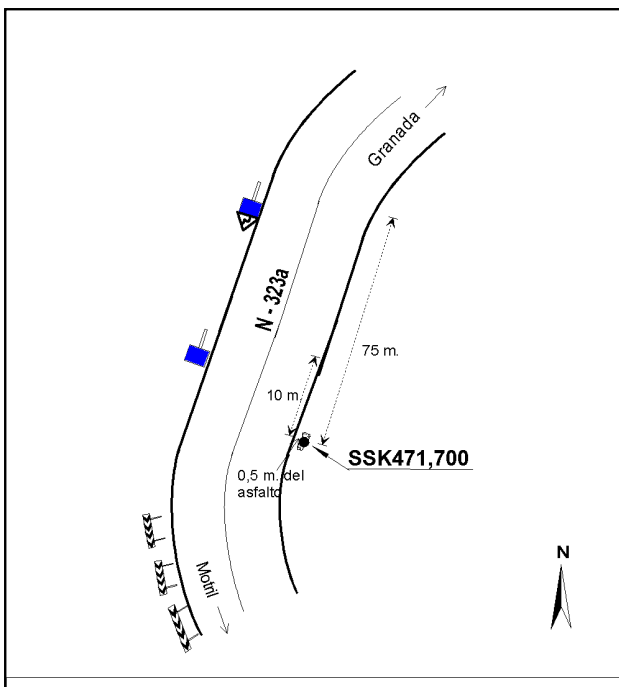 Granada
N - 323a
75 m.
10 m.
SSK471,700
0,5 m. del
asfalto
Motril
N